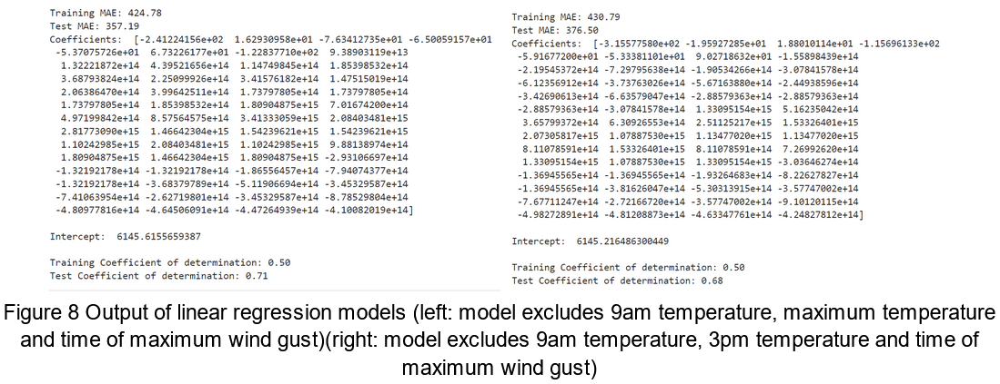 Training MAE: 424.78
Test MAE: 357.19
Coefficients:  [-2.41224156e+02  1.62930958e+01 -7.63412735e+01 -6.50059157e+01
-5.37075726e+01  6.73226177e+01 -1.22837710e+02  9.38903119e+13
1.32221872e+14  4.39521656e+14  1.14749845e+14  1.85398532e+14
3.68793824e+14  2.25099926e+14  3.41576182e+14  1.47515019e+14
2.06386470e+14  3.99642511e+14  1.73797805e+14  1.73797805e+14
1.73797805e+14  1.85398532e+14  1.80904875e+15  7.01674200e+14
4.97199842e+14  8.57564575e+14  3.41333059e+15  2.08403481e+15
2.81773090e+15  1.46642304e+15  1.54239621e+15  1.54239621e+15
1.10242985e+15  2.08403481e+15  1.10242985e+15  9.88138974e+14
1.80904875e+15  1.46642304e+15  1.80904875e+15 -2.93106697e+14
-1.32192178e+14 -1.32192178e+14 -1.86556457e+14 -7.94074377e+14
-1.32192178e+14 -3.68379789e+14 -5.11906694e+14 -3.45329587e+14
-7.41063954e+14 -2.62719801e+14 -3.45329587e+14 -8.78529804e+14
-4.80977816e+14 -4.64506091e+14 -4.47264939e+14 -4.10082019e+14]
Intercept:  6145.6155659387
Training Coefficient of determination: 0.50
Test Coefficient of determination: 0.71
Training MAE: 430.79
Test MAE: 376.50
Coefficients:  [-3.15577580e+02 -1.95927285e+01  1.88010114e+01 -1.15696133e+02
-5.91677200e+01 -5.33381101e+01  9.02718632e+01 -1.55898439e+14
-2.19545372e+14 -7.29795638e+14 -1.90534266e+14 -3.07841578e+14
-6.12356912e+14 -3.73763026e+14 -5.67163880e+14 -2.44938596e+14
-3.42690613e+14 -6.63579047e+14 -2.88579363e+14 -2.88579363e+14
-2.88579363e+14 -3.07841578e+14  1.33095154e+15  5.16235042e+14
3.65799372e+14  6.30926553e+14  2.51125217e+15  1.53326401e+15
2.07305817e+15  1.07887530e+15  1.13477020e+15  1.13477020e+15
8.11078591e+14  1.53326401e+15  8.11078591e+14  7.26992620e+14
1.33095154e+15  1.07887530e+15  1.33095154e+15 -3.03646274e+14
-1.36945565e+14 -1.36945565e+14 -1.93264683e+14 -8.22627827e+14
-1.36945565e+14 -3.81626047e+14 -5.30313915e+14 -3.57747002e+14
-7.67711247e+14 -2.72166720e+14 -3.57747002e+14 -9.10120115e+14
-4.98272891e+14 -4.81208873e+14 -4.63347761e+14 -4.24827812e+14]
Intercept:  6145.216486300449
Training Coefficient of determination: 0.50
Test Coefficient of determination: 0.68
Figure 8 Output of linear regression models (left: model excludes 9am temperature, maximum temperature
and time of maximum wind gust)(right: model excludes 9am temperature, 3pm temperature and time of
maximum wind gust)